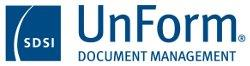 SDSI
UnForm®
DOCUMENT MANAGEMENT